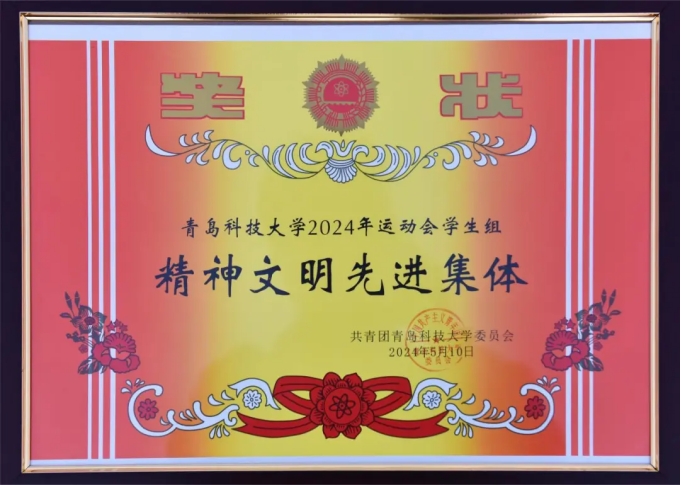 奖 状
青岛科技大学2024年运动会学生组
精神文明先进集体
共青团青岛科技大学委员会
2024年5月10日